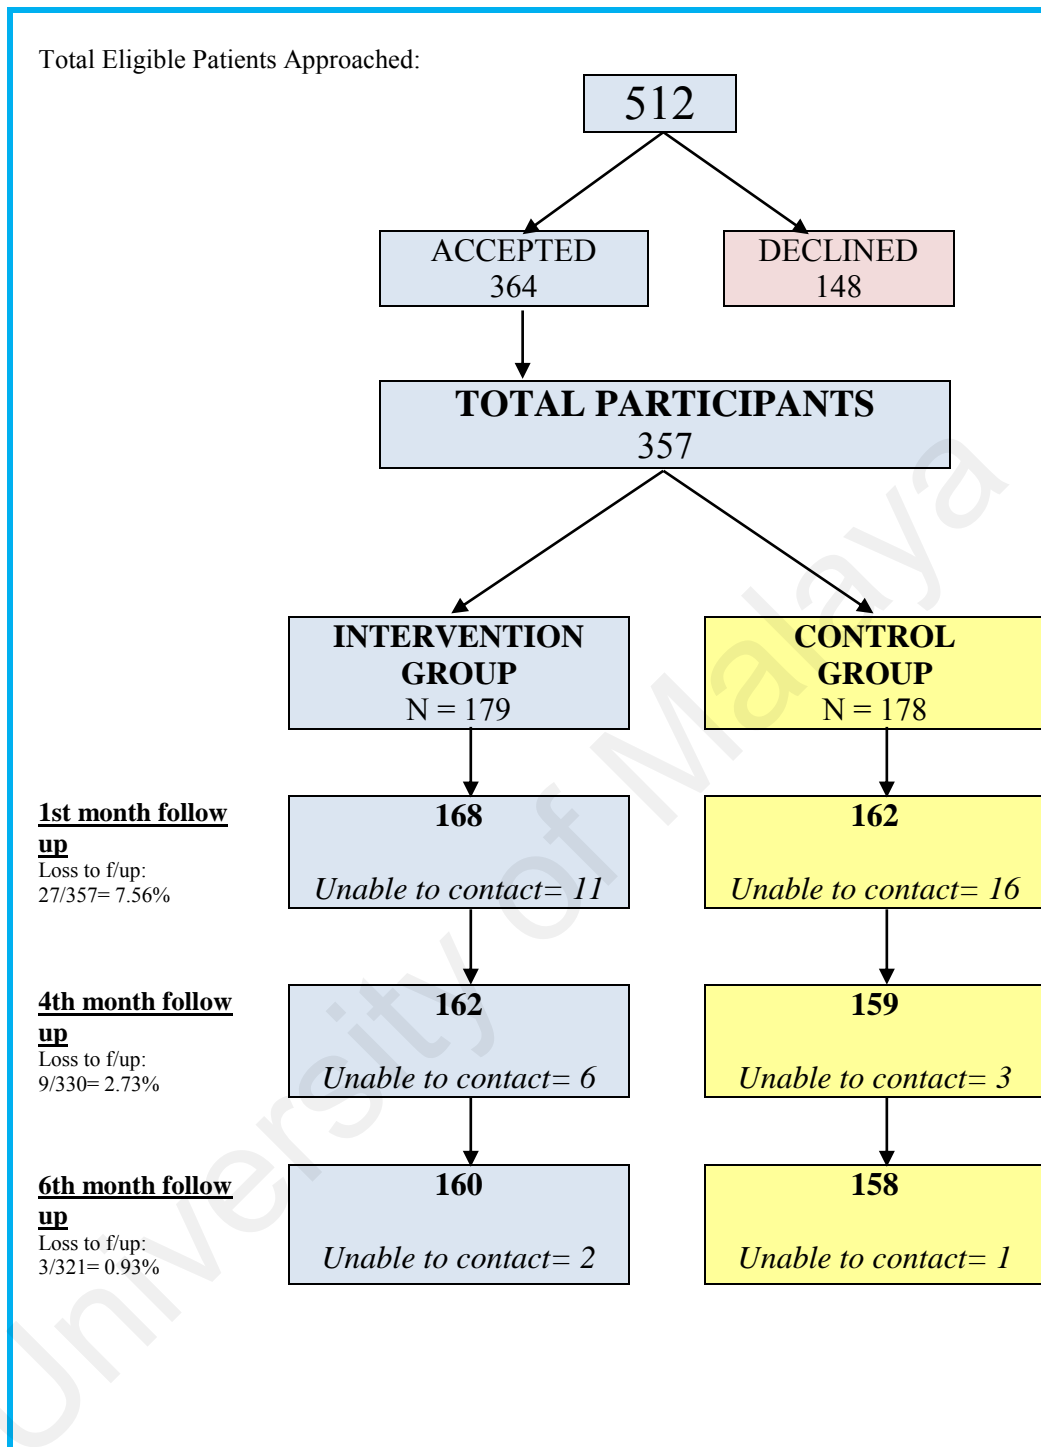 Total Eligible Patients Approached:
512
ACCEPTED
364
DECLINED
148
TOTAL PARTICIPANTS
357
INTERVENTION
GROUP
N = 179
CONTROL
GROUP
N = 178
1st month follow
up
Loss to f/up:
27/357= 7.56%
168
Unable to contact= 11
162
Unable to contact= 16
4th month follow
up
Loss to f/up:
9/330= 2.73%
162
Unable to contact= 6
159
Unable to contact= 3
6th month follow
up
Loss to f/up:
3/321= 0.93%
160
Unable to contact= 2
158
Unable to contact= 1
University of Malaya